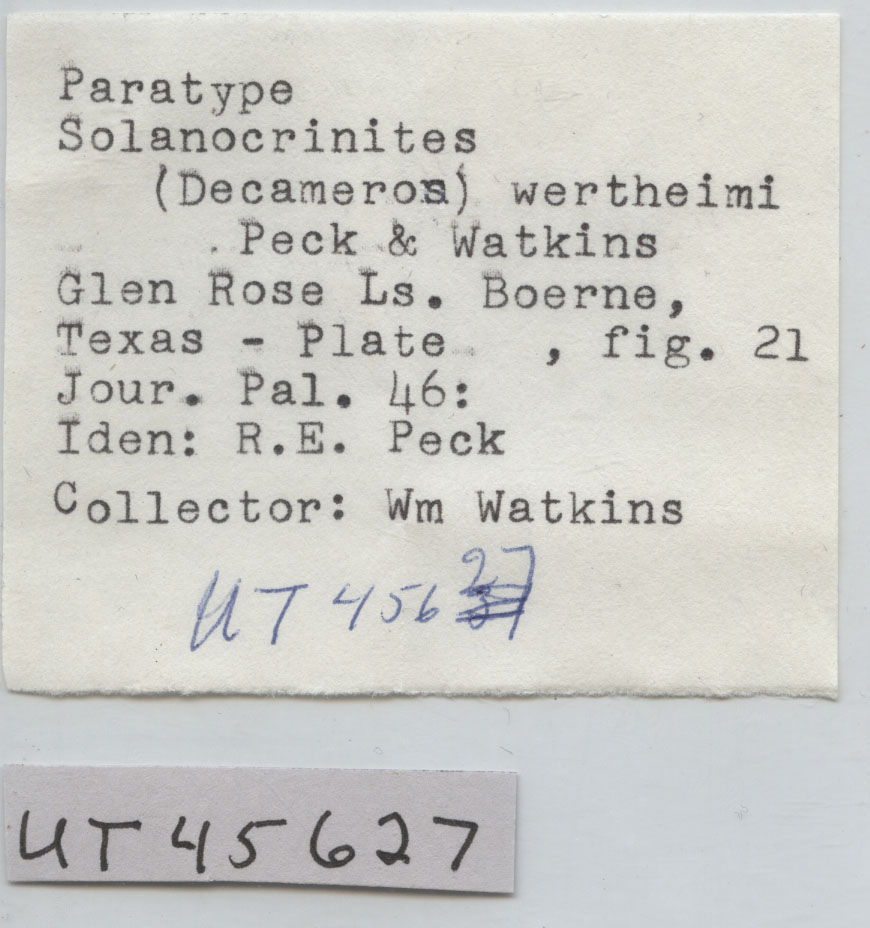 Paratype
Solanocrinites
(Decameron) wertheimi
. Peck & Watkins
Glen Rose Ls. Boerne,
Texas - Plate , fig. 21
Jour. Pal. 46:
Iden: R.E. Peck
Collector: Wm Watkins
UT 45627
UT45627